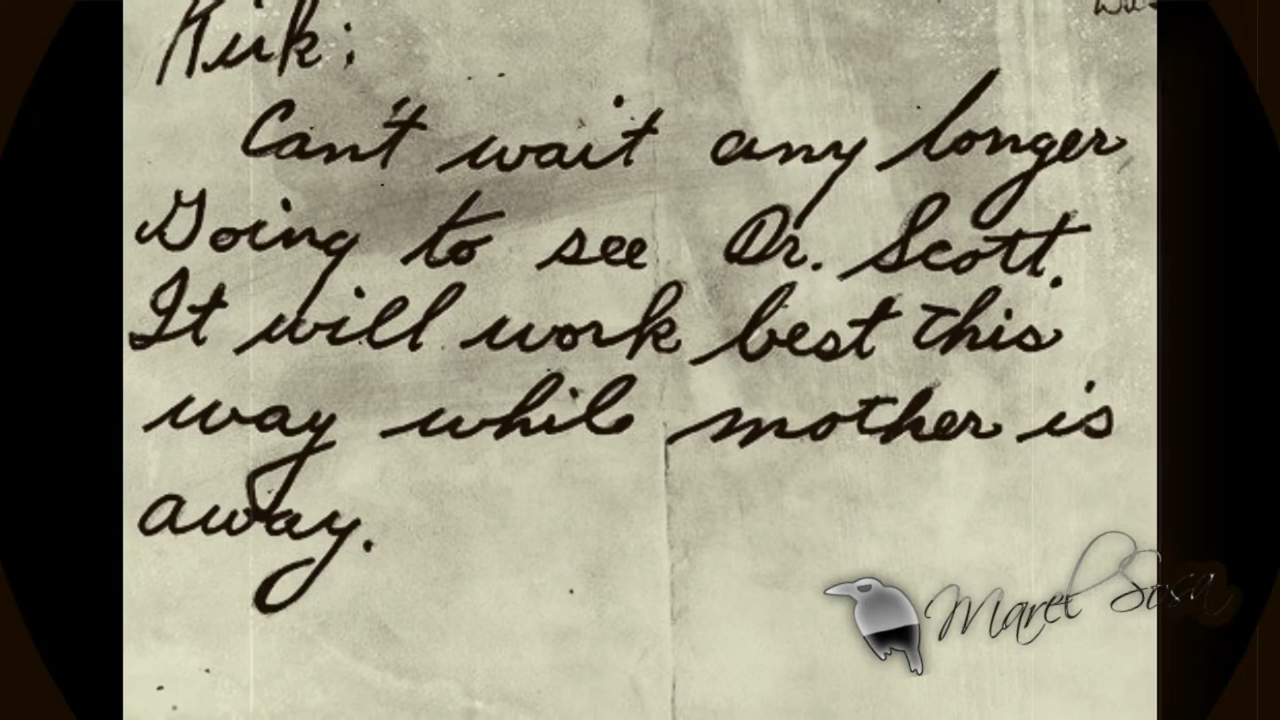 Kirk:
Can't wait any longer
Going to see Dr. Scott.
It will work best this
way while mother is
away.
Marel Sosa